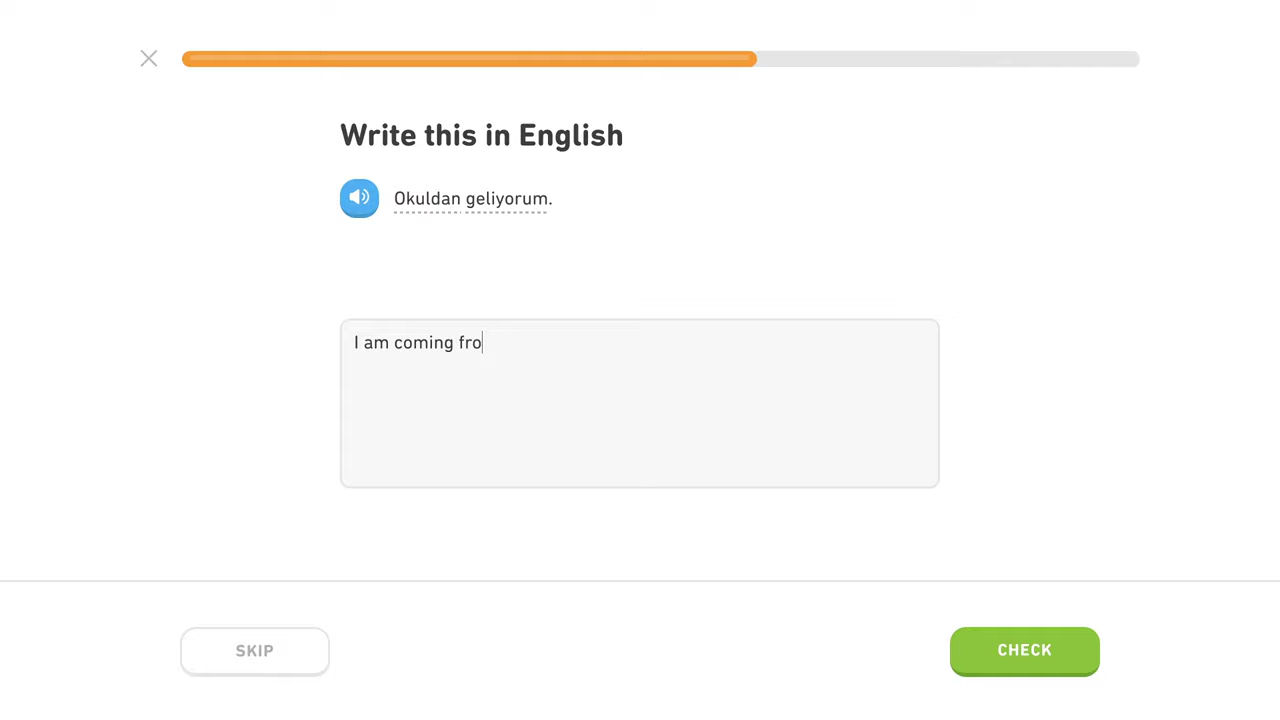 Write this in English
Okuldan geliyorum.
I am coming fro
SKIP
CHECK